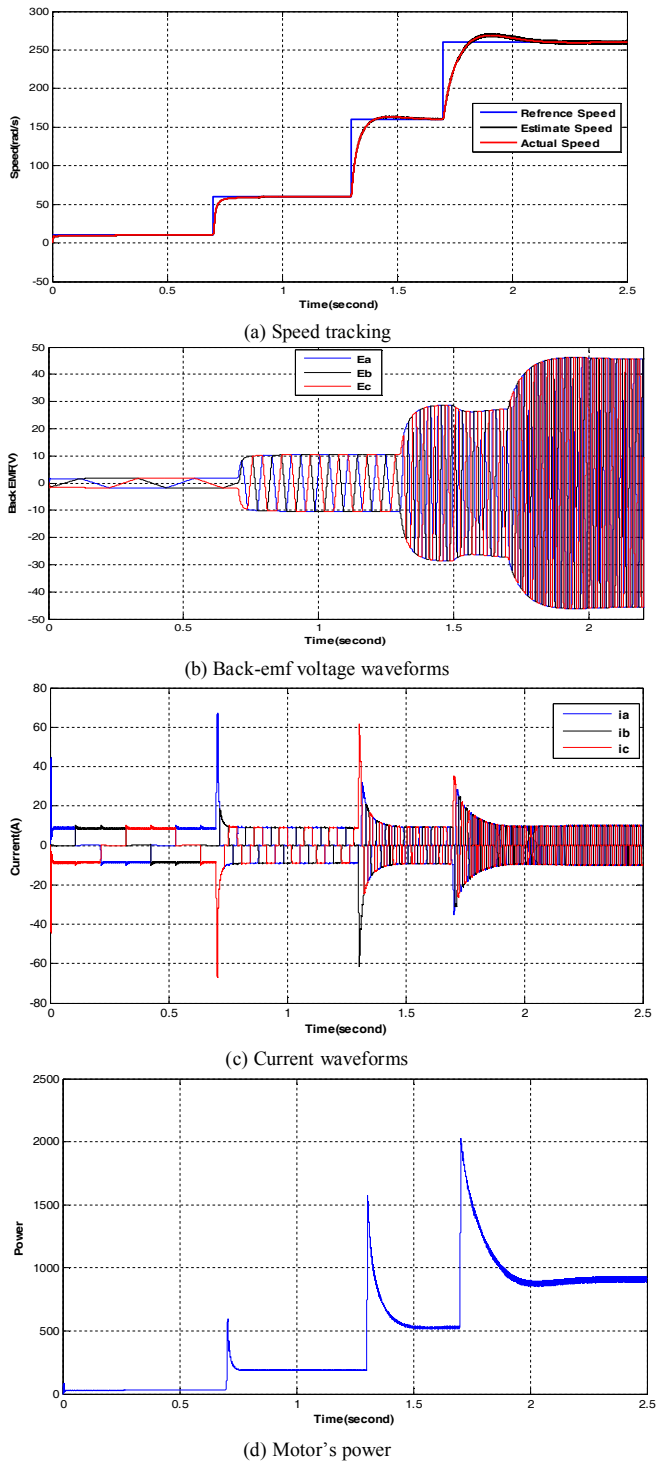 300
250
200
150
100
50
0
-50
Speed(rad/s)
Refrence Speed
Estimate Speed
Actual Speed
0 0.5 1 1.5 2 2.5
Time(second)
(a) Speed tracking
50
40
30
20
10
0
-10
-20
-30
-40
-50
Back EMF(V)
Ea
Eb
Ec
0 0.5 1 1.5 2
Time(second)
(b) Back-emf voltage waveforms
80
60
40
20
0
-20
-40
-60
-80
Current(A)
ia
ib
ic
0 0.5 1 1.5 2 2.5
Time(second)
(c) Current waveforms
2500
2000
1500
1000
500
0
Power
0 0.5 1 1.5 2 2.5
Time(second)
(d) Motor's power